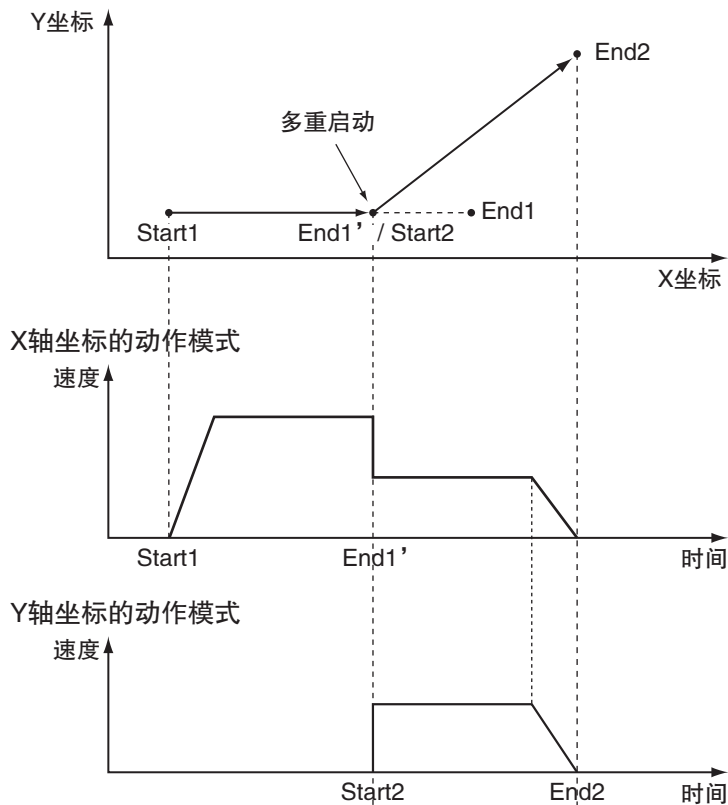 Y坐标
End2
多重启动
End1
Start1
End1’ / Start2
X坐标
X轴坐标的动作模式
速度
Start1
End1’
时间
Y轴坐标的动作模式
速度
Start2
End2
时间